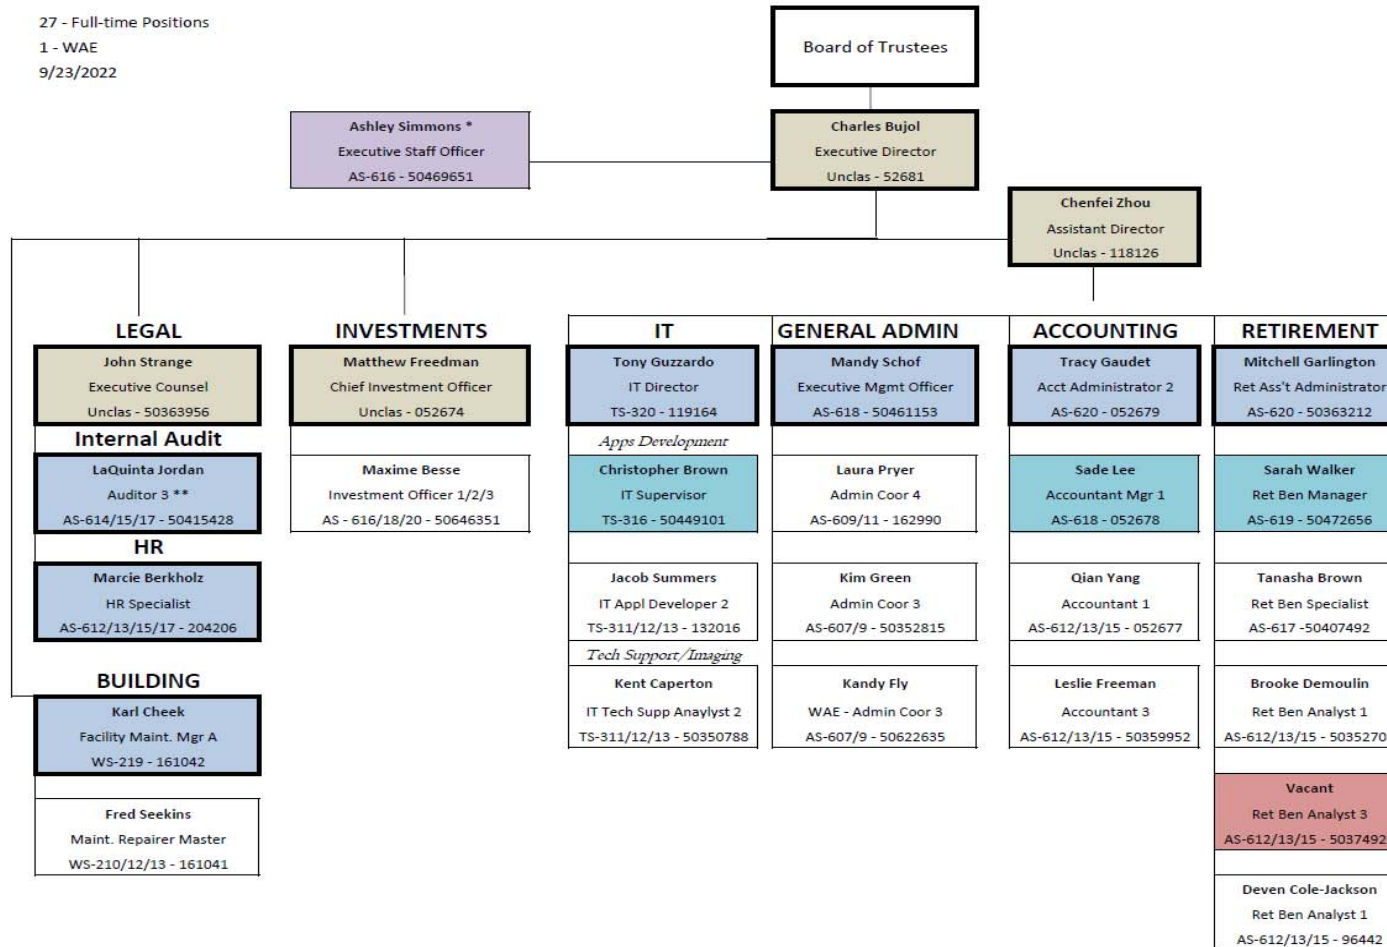 27 - Full-time Positions
1 - WAE
9/23/2022
Board of Trustees
Ashley Simmons *
Executive Staff Officer
AS-616 - 50469651
Charles Bujol
Executive Director
Unclas - 52681
Chenfei Zhou
Assistant Director
Unclas - 118126
LEGAL
John Strange
Executive Counsel
Unclas - 50363956
Internal Audit
LaQuinta Jordan
Auditor 3 **
AS-614/15/17 - 50415428
HR
Marcie Berkholz
HR Specialist
AS-612/13/15/17 - 204206
BUILDING
Karl Cheek
Facility Maint. Mgr A
WS-219 - 161042
Fred Seekins
Maint. Repairer Master
WS-210/12/13 - 161041
INVESTMENTS
Matthew Freedman
Chief Investment Officer
Unclas - 052674
Maxime Besse
Investment Officer 1/2/3
AS - 616/18/20 - 50646351
IT
Tony Guzzardo
IT Director
TS-320 - 119164
Apps Development
Christopher Brown
IT Supervisor
TS-316 - 50449101
Jacob Summers
IT Appl Developer 2
TS-311/12/13 - 132016
Tech Support/Imaging
Kent Caperton
IT Tech Supp Anaylyst 2
TS-311/12/13 - 50350788
GENERAL ADMIN
Mandy Schof
Executive Mgmt Officer
AS-618 - 50461153
Laura Pryer
Admin Coor 4
AS-609/11 - 162990
Kim Green
Admin Coor 3
AS-607/9 - 50352815
Kandy Fly
WAE - Admin Coor 3
AS-607/9 - 50622635
ACCOUNTING
Tracy Gaudet
Acct Administrator 2
AS-620 - 052679
Sade Lee
Accountant Mgr 1
AS-618 - 052678
Qian Yang
Accountant 1
AS-612/13/15 - 052677
Leslie Freeman
Accountant 3
AS-612/13/15 - 50359952
RETIREMENT
Mitchell Garlington
Ret Ass't Administrator
AS-620 - 50363212
Sarah Walker
Ret Ben Manager
AS-619 - 50472656
Tanasha Brown
Ret Ben Specialist
AS-617 -50407492
Brooke Demoulin
Ret Ben Analyst 1
AS-612/13/15 - 5035270
Vacant
Ret Ben Analyst 3
AS-612/13/15 - 5037492
Deven Cole-Jackson
Ret Ben Analyst 1
AS-612/13/15 - 96442